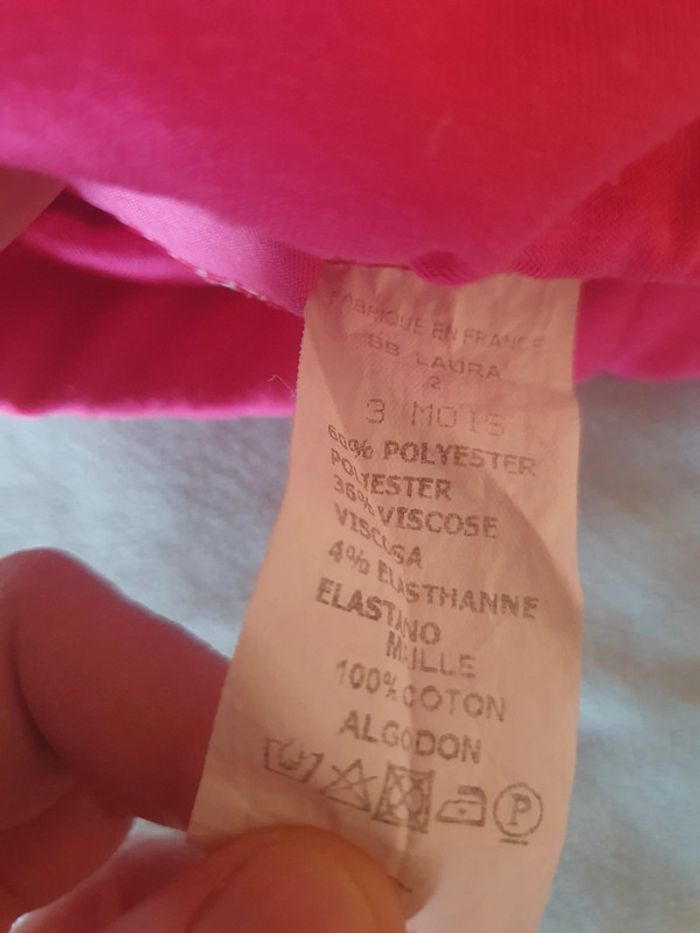 FABRIQUE EN FRANCE
BB LAURA
2
3 MOIS
60% POLYESTER
POLYESTER
36% VISCOSE
VISCOSA
4% ELASTHANNE
ELASTANO
MAILLE
100% COTON
ALGODON
P